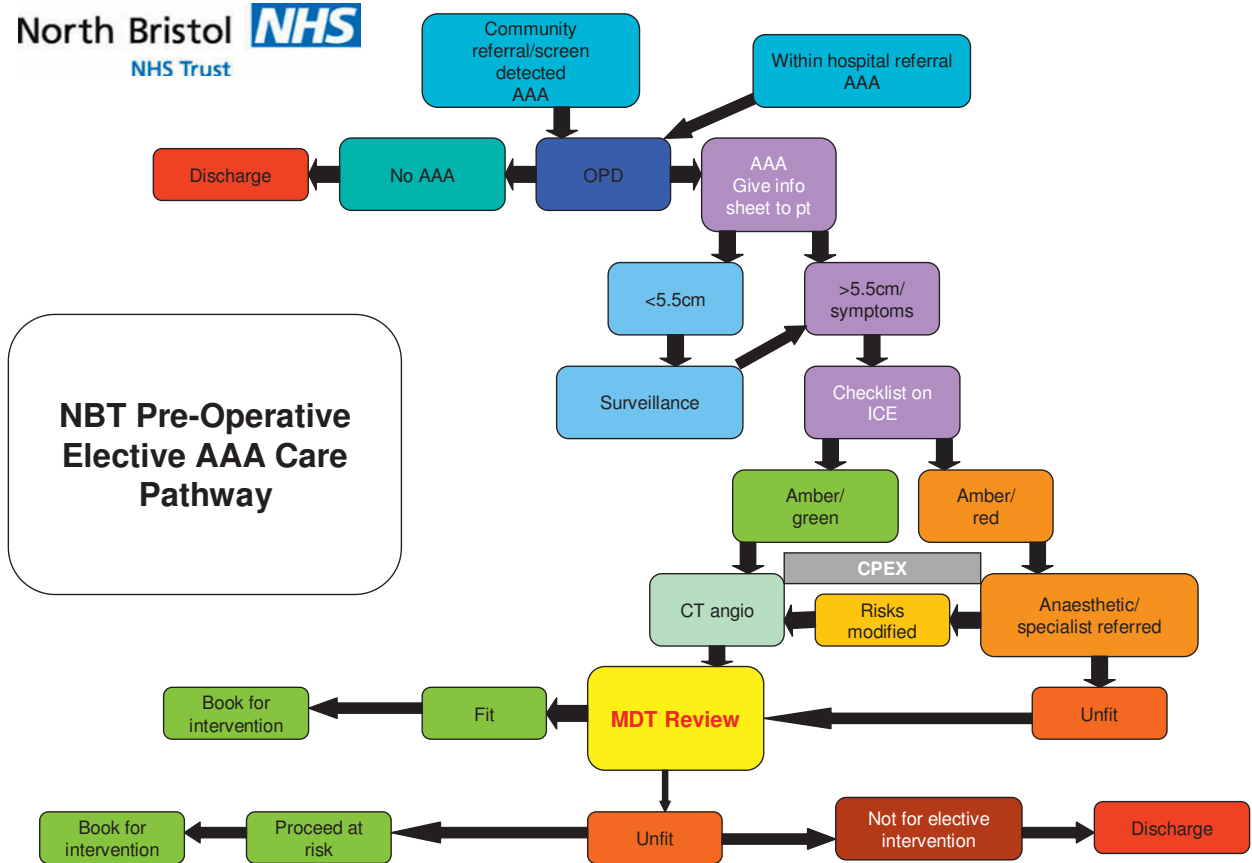 North Bristol NHS
NHS Trust
Community
referral/screen
detected
AAA
Within hospital referral
AAA
Discharge
No AAA
OPD
AAA
Give info
sheet to pt
<5.5cm
>5.5cm/
symptoms
NBT Pre-Operative
Elective AAA Care
Pathway
Surveillance
Checklist on
ICE
Amber/
green
Amber/
red
CPEX
CT angio
Risks
modified
Anaesthetic/
specialist referred
Book for
intervention
Fit
MDT Review
Unfit
Book for
intervention
Proceed at
risk
Unfit
Not for elective
intervention
Discharge